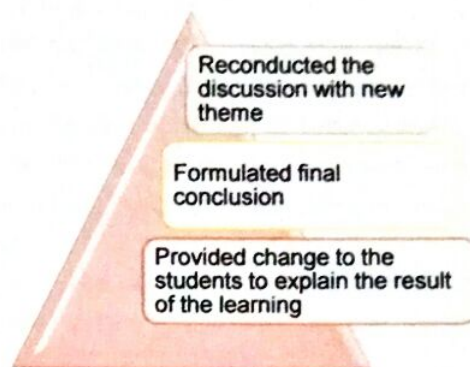 Reconducted the
discussion with new
theme
Formulated final
conclusion
Provided change to the
students to explain the result
of the learning